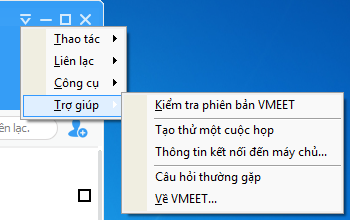 Thao tác
Liên lạc
Công cụ
Trợ giúp
ên lạc.
Kiểm tra phiên bản VMEET
Tạo thử một cuộc họp
Thông tin kết nối đến máy chủ...
Câu hỏi thường gặp
Về VMEET...